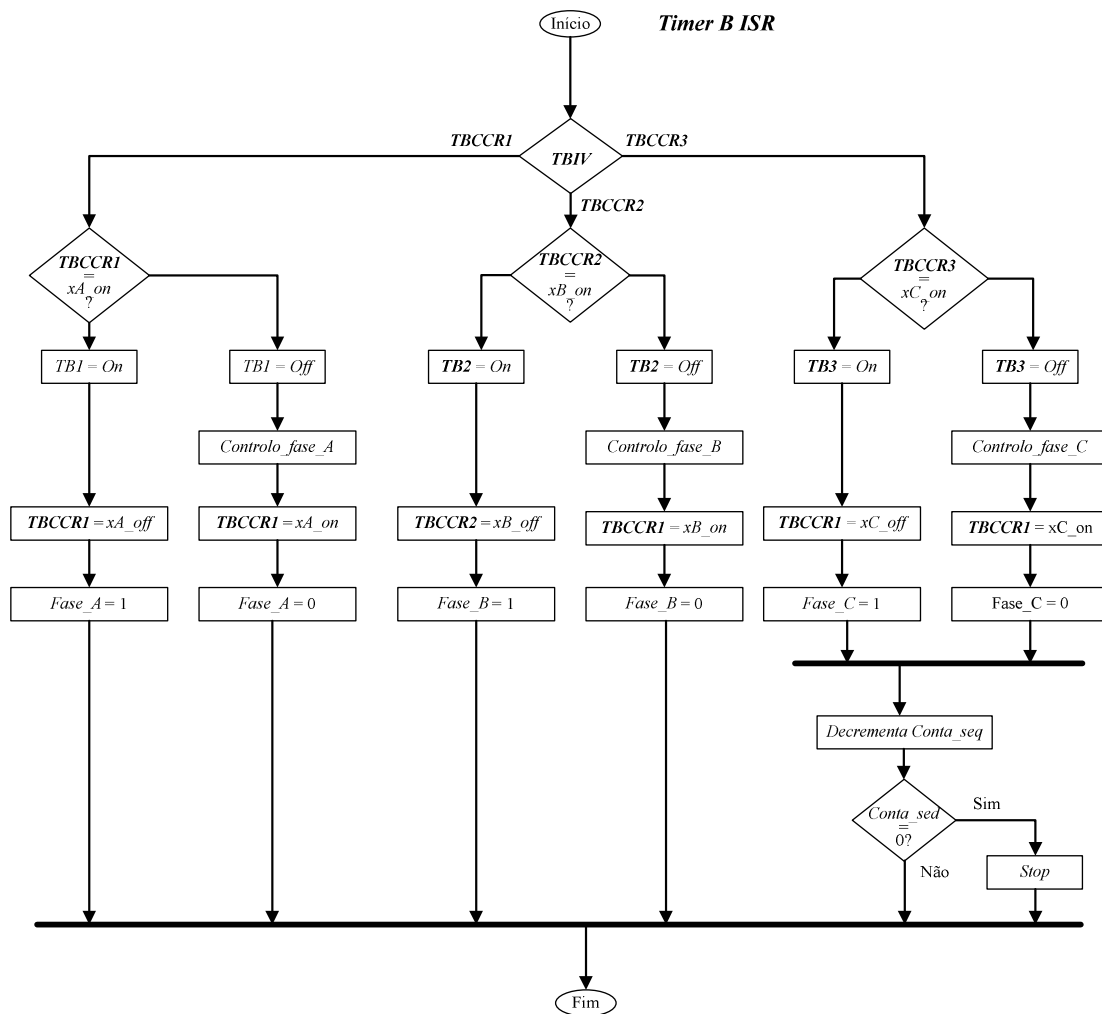 Início
Timer B ISR
TBCCR1
TBIV
TBCCR3
TBCCR2
TBCCR1
=
xA_on
?
TBCCR2
=
xB_on
?
TBCCR3
=
xC_on
?
TB1 = On
TB1 = Off
TB2 = On
TB2 = Off
TB3 = On
TB3 = Off
Controlo_fase_A
Controlo_fase_B
Controlo_fase_C
TBCCR1 = xA_off
TBCCR1 = xA_on
TBCCR2 = xB_off
TBCCR1 = xB_on
TBCCR1 = xC_off
TBCCR1 = xC_on
Fase_A = 1
Fase_A = 0
Fase_B = 1
Fase_B = 0
Fase_C = 1
Fase_C = 0
Decrementa Conta_seq
Conta_sed
=
0?
Sim
Não
Stop
Fim